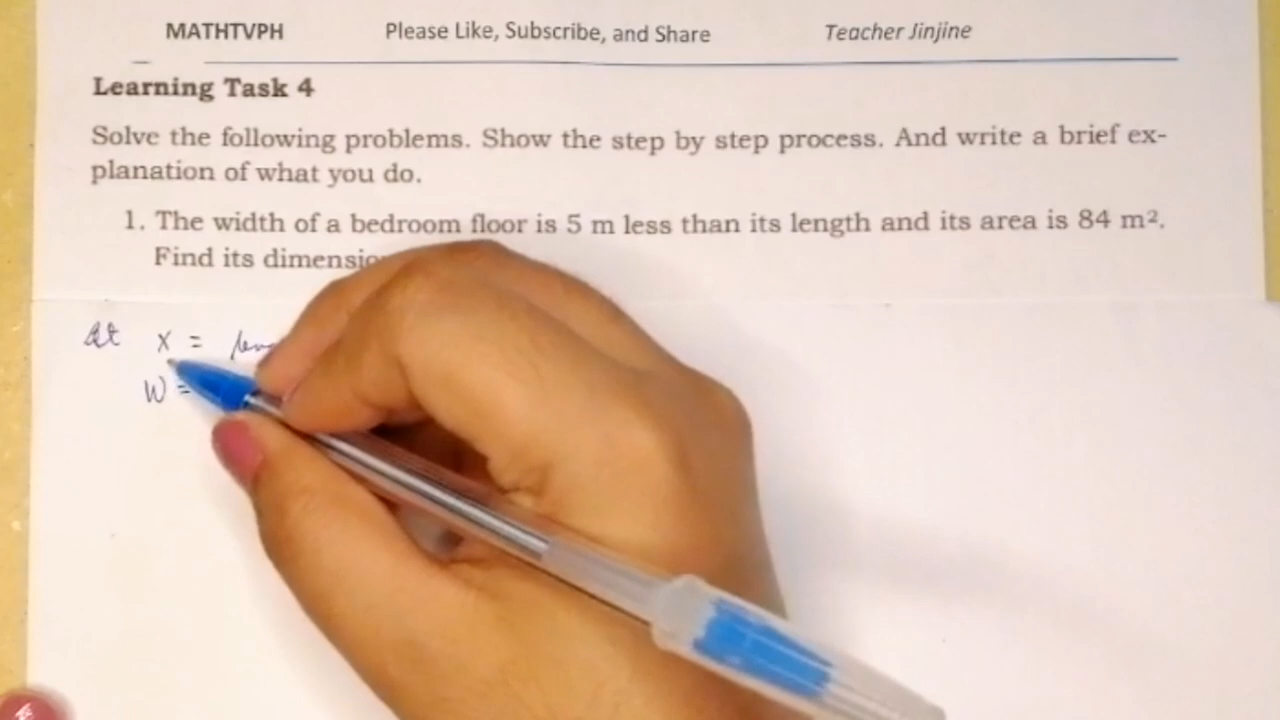 MATHTVPH Please Like, Subscribe, and Share Teacher Jinjine
Learning Task 4
Solve the following problems. Show the step by step process. And write a brief ex-
planation of what you do.
1. The width of a bedroom floor is 5 m less than its length and its area is 84 m².
Find its
x =
W =